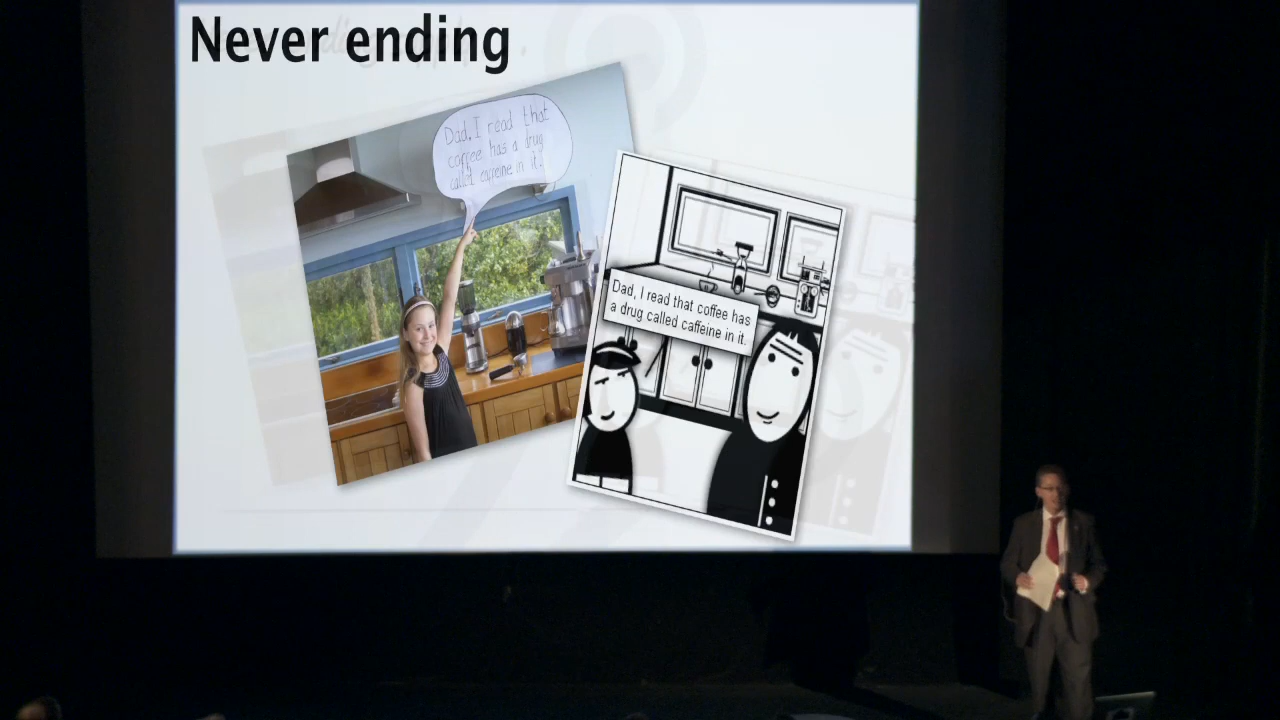 Never ending
Dad, I read that
coffee has a drug
called caffeine in it.
Dad, I read that coffee has
a drug called caffeine in it.